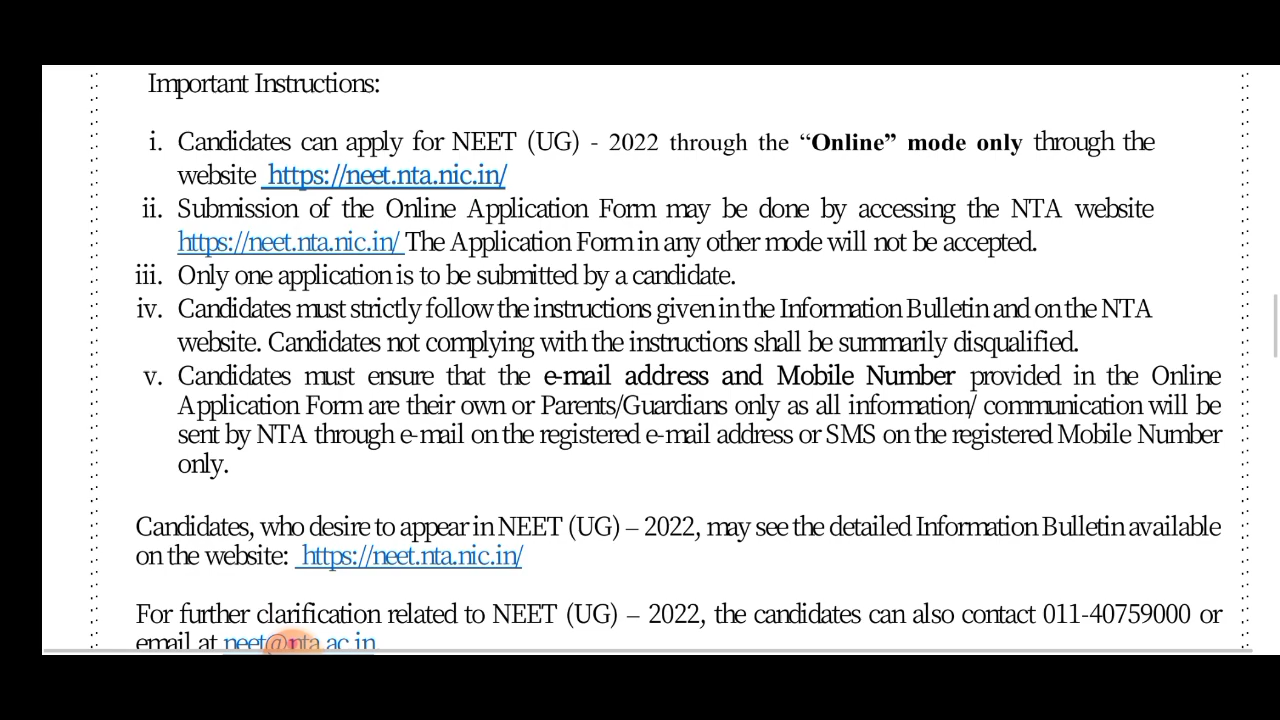 Important Instructions:
i. Candidates can apply for NEET (UG) - 2022 through the “Online” mode only through the
website https://neet.nta.nic.in/
ii. Submission of the Online Application Form may be done by accessing the NTA website
https://neet.nta.nic.in/ The Application Form in any other mode will not be accepted.
iii. Only one application is to be submitted by a candidate.
iv. Candidates must strictly follow the instructions given in the Information Bulletin and on the NTA
website. Candidates not complying with the instructions shall be summarily disqualified.
v. Candidates must ensure that the e-mail address and Mobile Number provided in the Online
Application Form are their own or Parents/Guardians only as all information/ communication will be
sent by NTA through e-mail on the registered e-mail address or SMS on the registered Mobile Number
only.
Candidates, who desire to appear in NEET (UG) – 2022, may see the detailed Information Bulletin available
on the website: https://neet.nta.nic.in/
For further clarification related to NEET (UG) – 2022, the candidates can also contact 011-40759000 or
email at neet@nta.ac.in